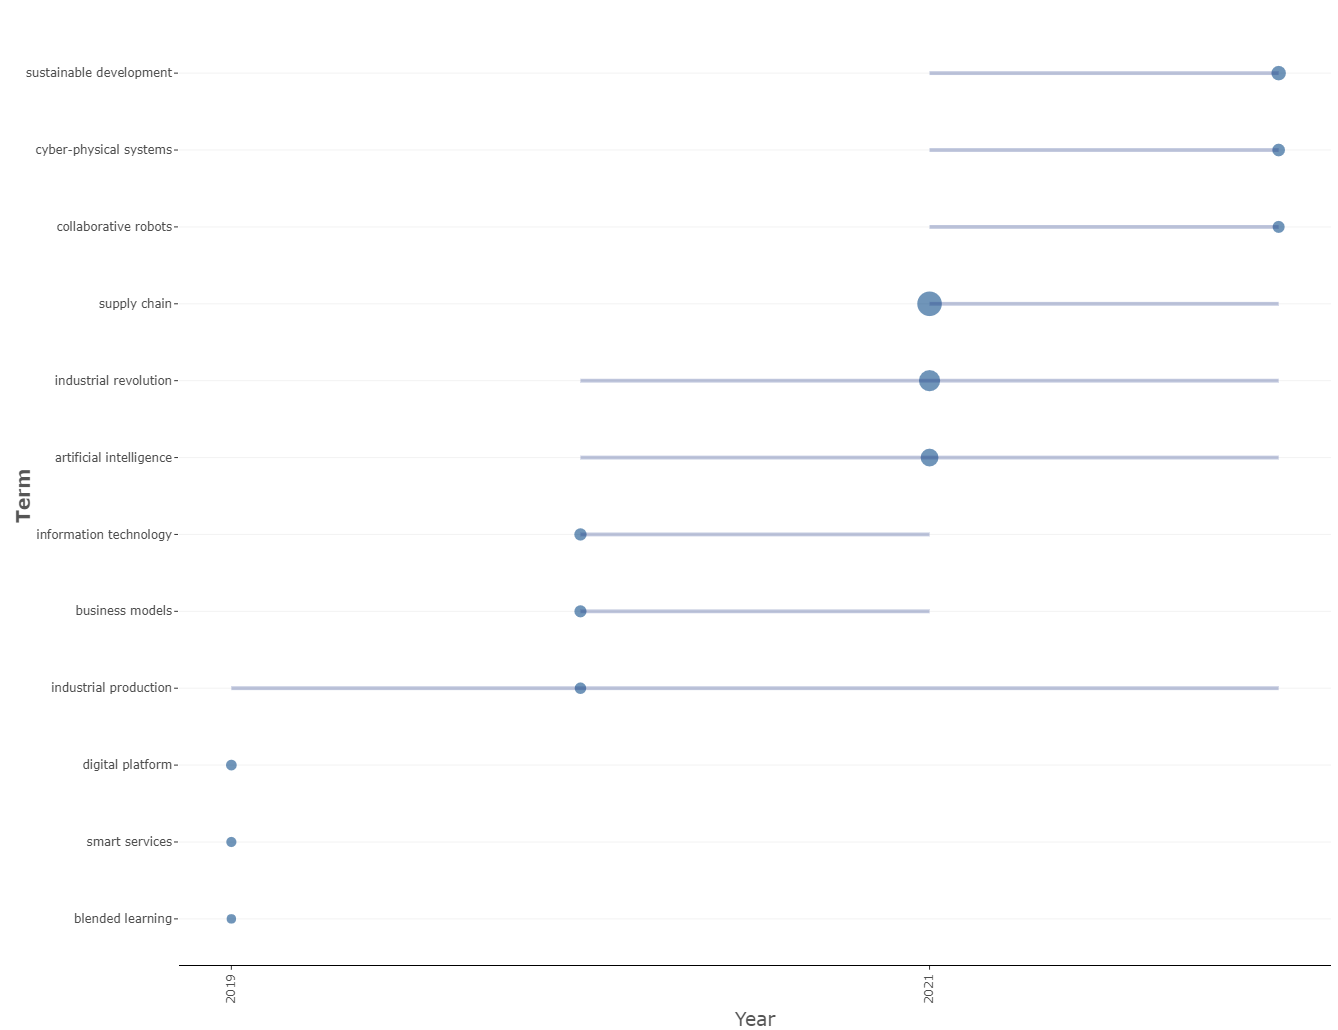 sustainable development
cyber-physical systems
collaborative robots
supply chain
industrial revolution
artificial intelligence
information technology
business models
industrial production
digital platform
smart services
blended learning
Term
2019
2021
Year